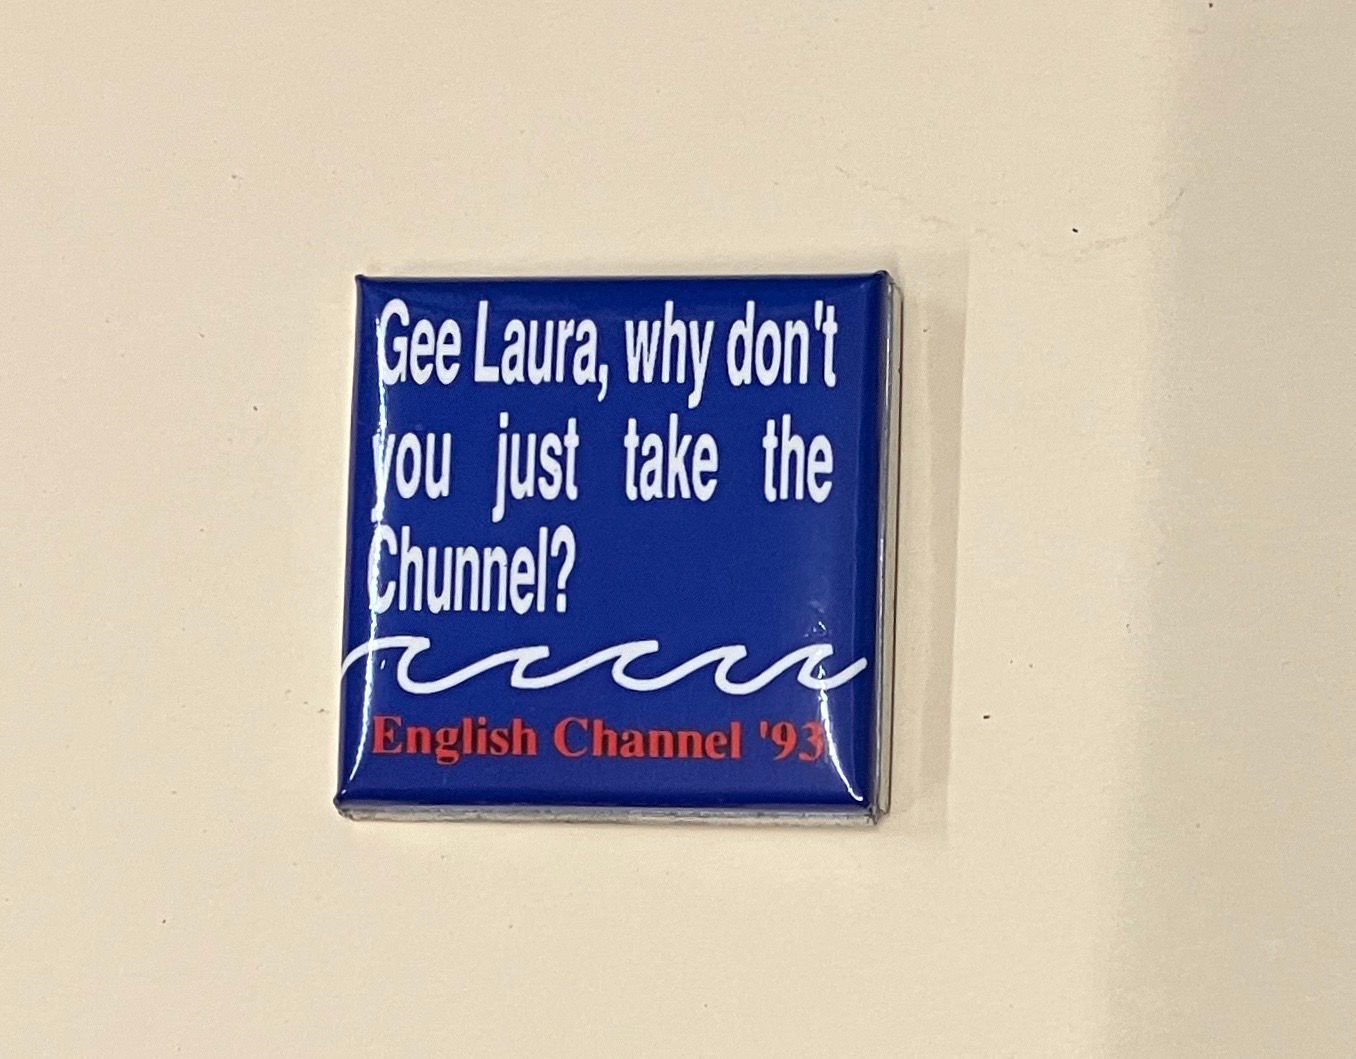 Gee Laura, why don't
you just take the
Chunnel?
English Channel '93